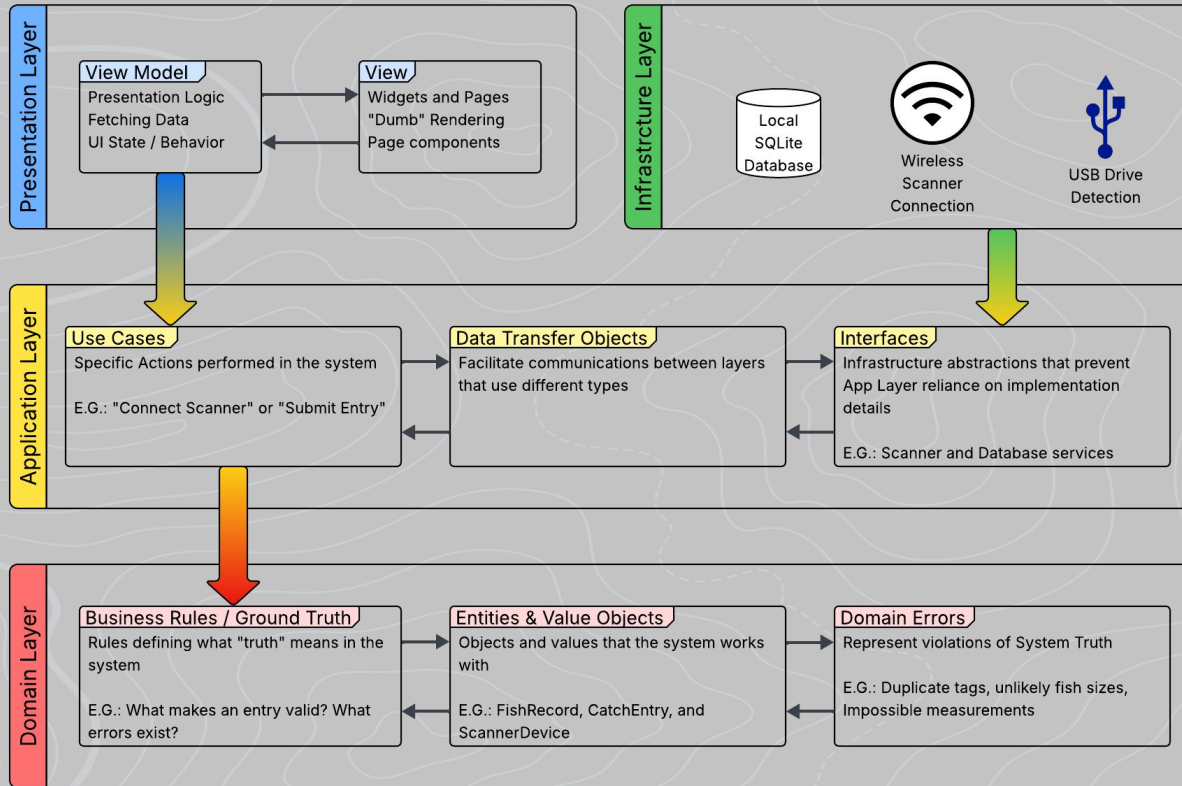 Presentation Layer
View Model
Presentation Logic
Fetching Data
UI State / Behavior
View
Widgets and Pages
"Dumb" Rendering
Page components
Infrastrcture Layer
Local
SQLite
Database
Wireless
Scanner
Connection
USB Drive
Detection
Application Layer
Use Cases
Specific Actions performed in the system
E.G.: "Connect Scanner" or "Submit Entry"
Data Transfer Objects
Facilitate communications between layers
that use different types
Interfaces
Infrastructure abstractions that prevent
App Layer reliance on implementation
details
E.G.: Scanner and Database services
Domain Layer
Business Rules / Ground Truth
Rules defining what "truth" means in the
system
E.G.: What makes an entry valid? What
errors exist?
Entities & Value Objects
Objects and values that the system works
with
E.G.: FishRecord, CatchEntry, and
ScannerDevice
Domain Errors
Represent violations of System Truth
E.G.: Duplicate tags, unlikely fish sizes,
Impossible measurements